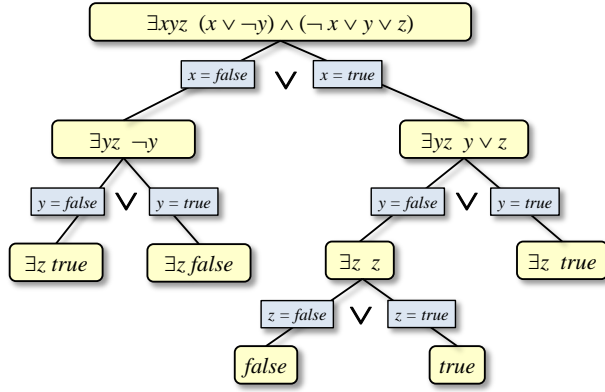 ∃xyz (x ∨ ¬y) ∧ (¬ x ∨ y ∨ z)
x = false ∨ x = true
∃yz ¬y ∃yz y ∨ z
y = false ∨ y = true y = false ∨ y = true
∃z true ∃z false ∃z z ∃z true
z = false ∨ z = true
false true